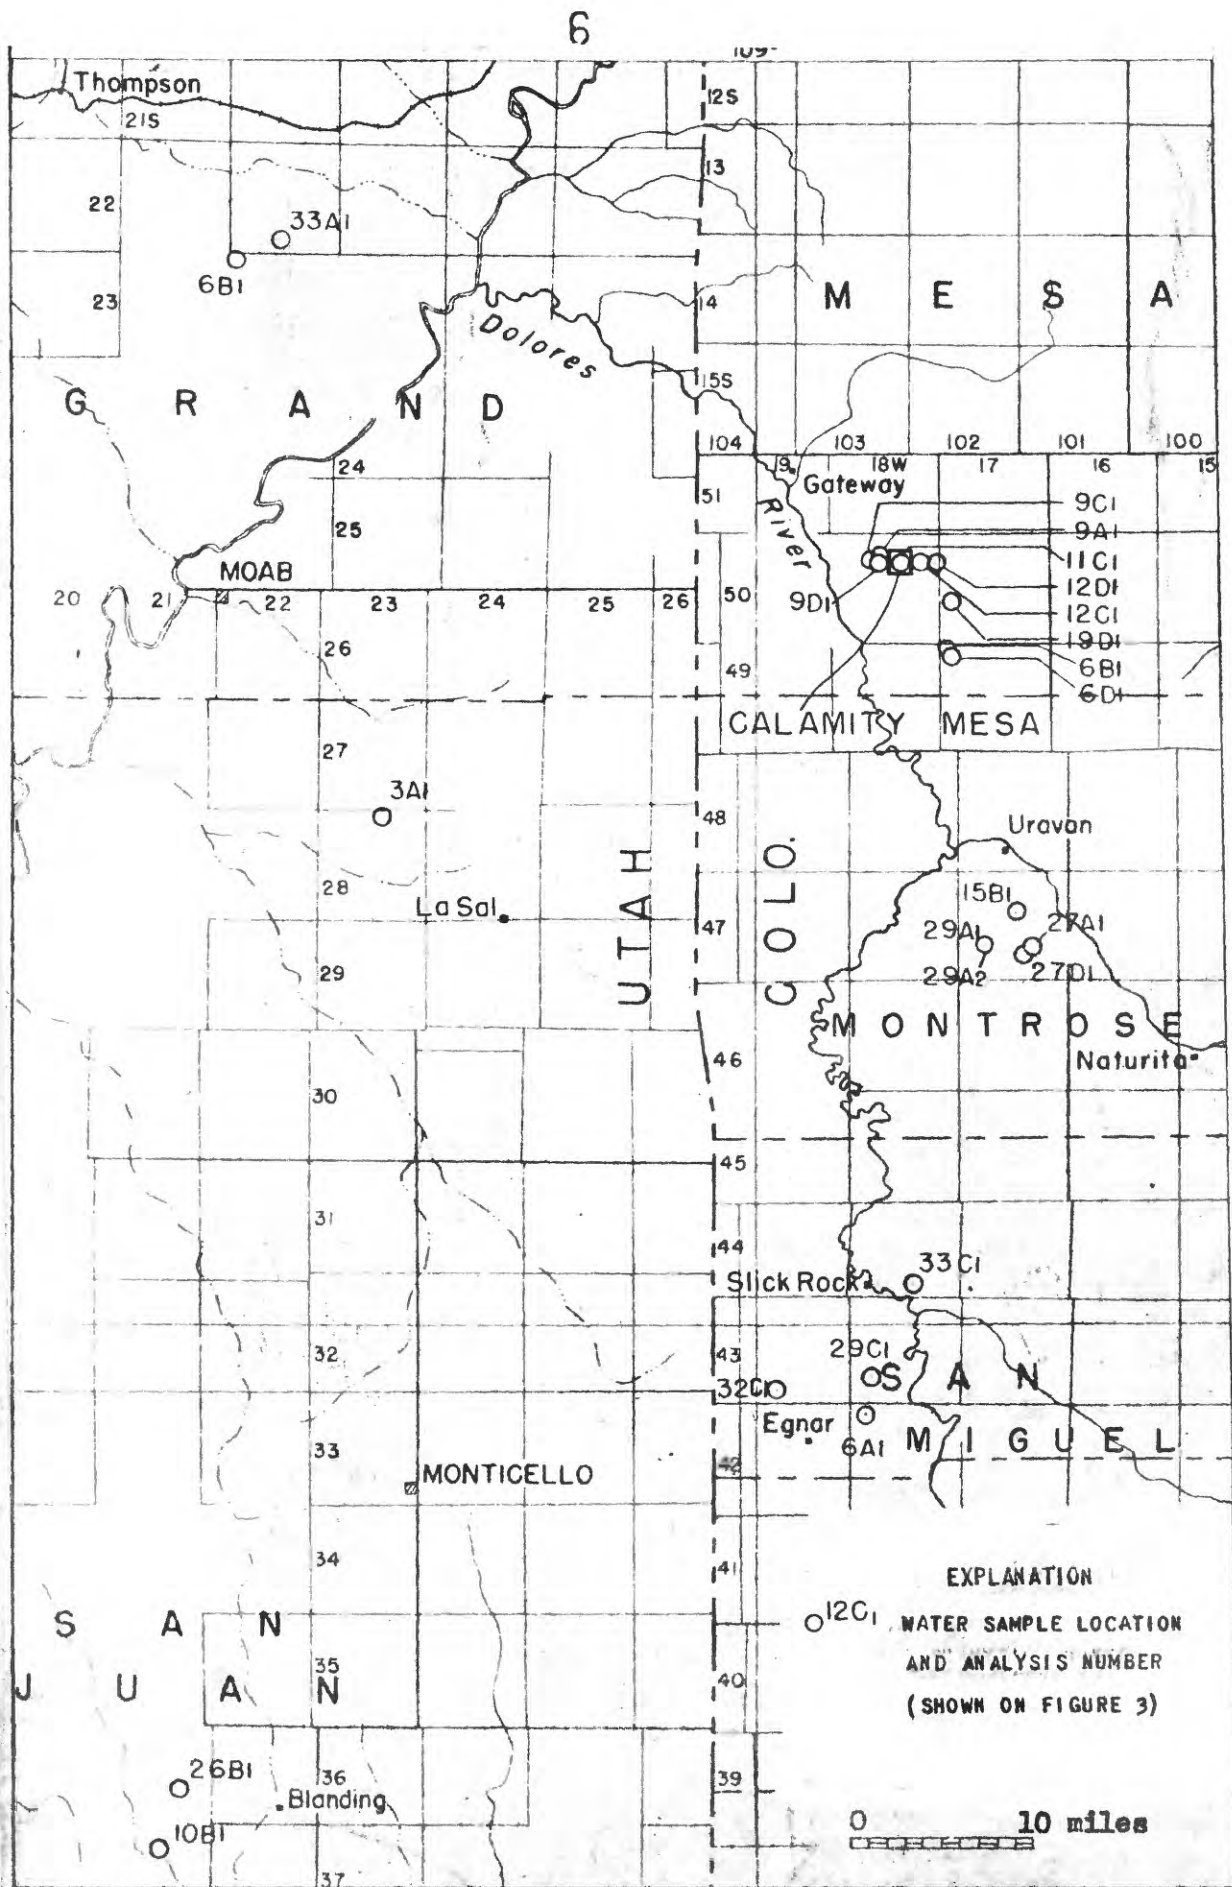 9
109°
Thompson
21S
12S
13
22
33A1
6B1
23
14
M E S A
Dolores
15S
G R A N D
104
103
102
101
100
24
19
18W
17
16
15
Gateway
51
River
9C1
9A1
25
11C1
MOAB
12D1
20
21
22
23
24
25
26
50
9D1
12C1
19D1
26
49
6B1
6D1
CALAMITY MESA
27
3A1
48
Uravan
UTAH
COLO.
28
15B1
La Sal
47
29A1
27A1
29
29A2
27D1
MONTROSE
46
Naturita
30
45
31
44
33C1
Slick Rock
32
43
29C1
32C1
SAN
Egnar
33
6A1
MIGUEL
42
MONTICELLO
34
41
EXPLANATION
12C1
WATER SAMPLE LOCATION
SAN
35
AND ANALYSIS NUMBER
40
JUAN
(SHOWN ON FIGURE 3)
26B1
36
39
Blanding
0 10 miles
10B1
37